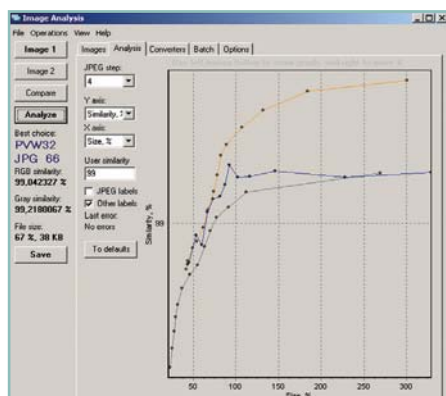 Image Analysis
File Operations View Help
Image 1
Image 2
Compare
Analyze
Best choice:
PVW32
JPG 66
RGB similarity:
99,042327 %
Gray similarity:
99,2180067 %
File size:
67 %, 38 KB
Save
Images Analysis Converters Batch Options
JPEG step:
4
Y axis:
Similarity,
X axis:
Size, %
User similarity
99
JPEG labels
Other labels
Last error:
No errors
To defaults
Similarity, %
99
50 100 150 200 250 300
Size, %